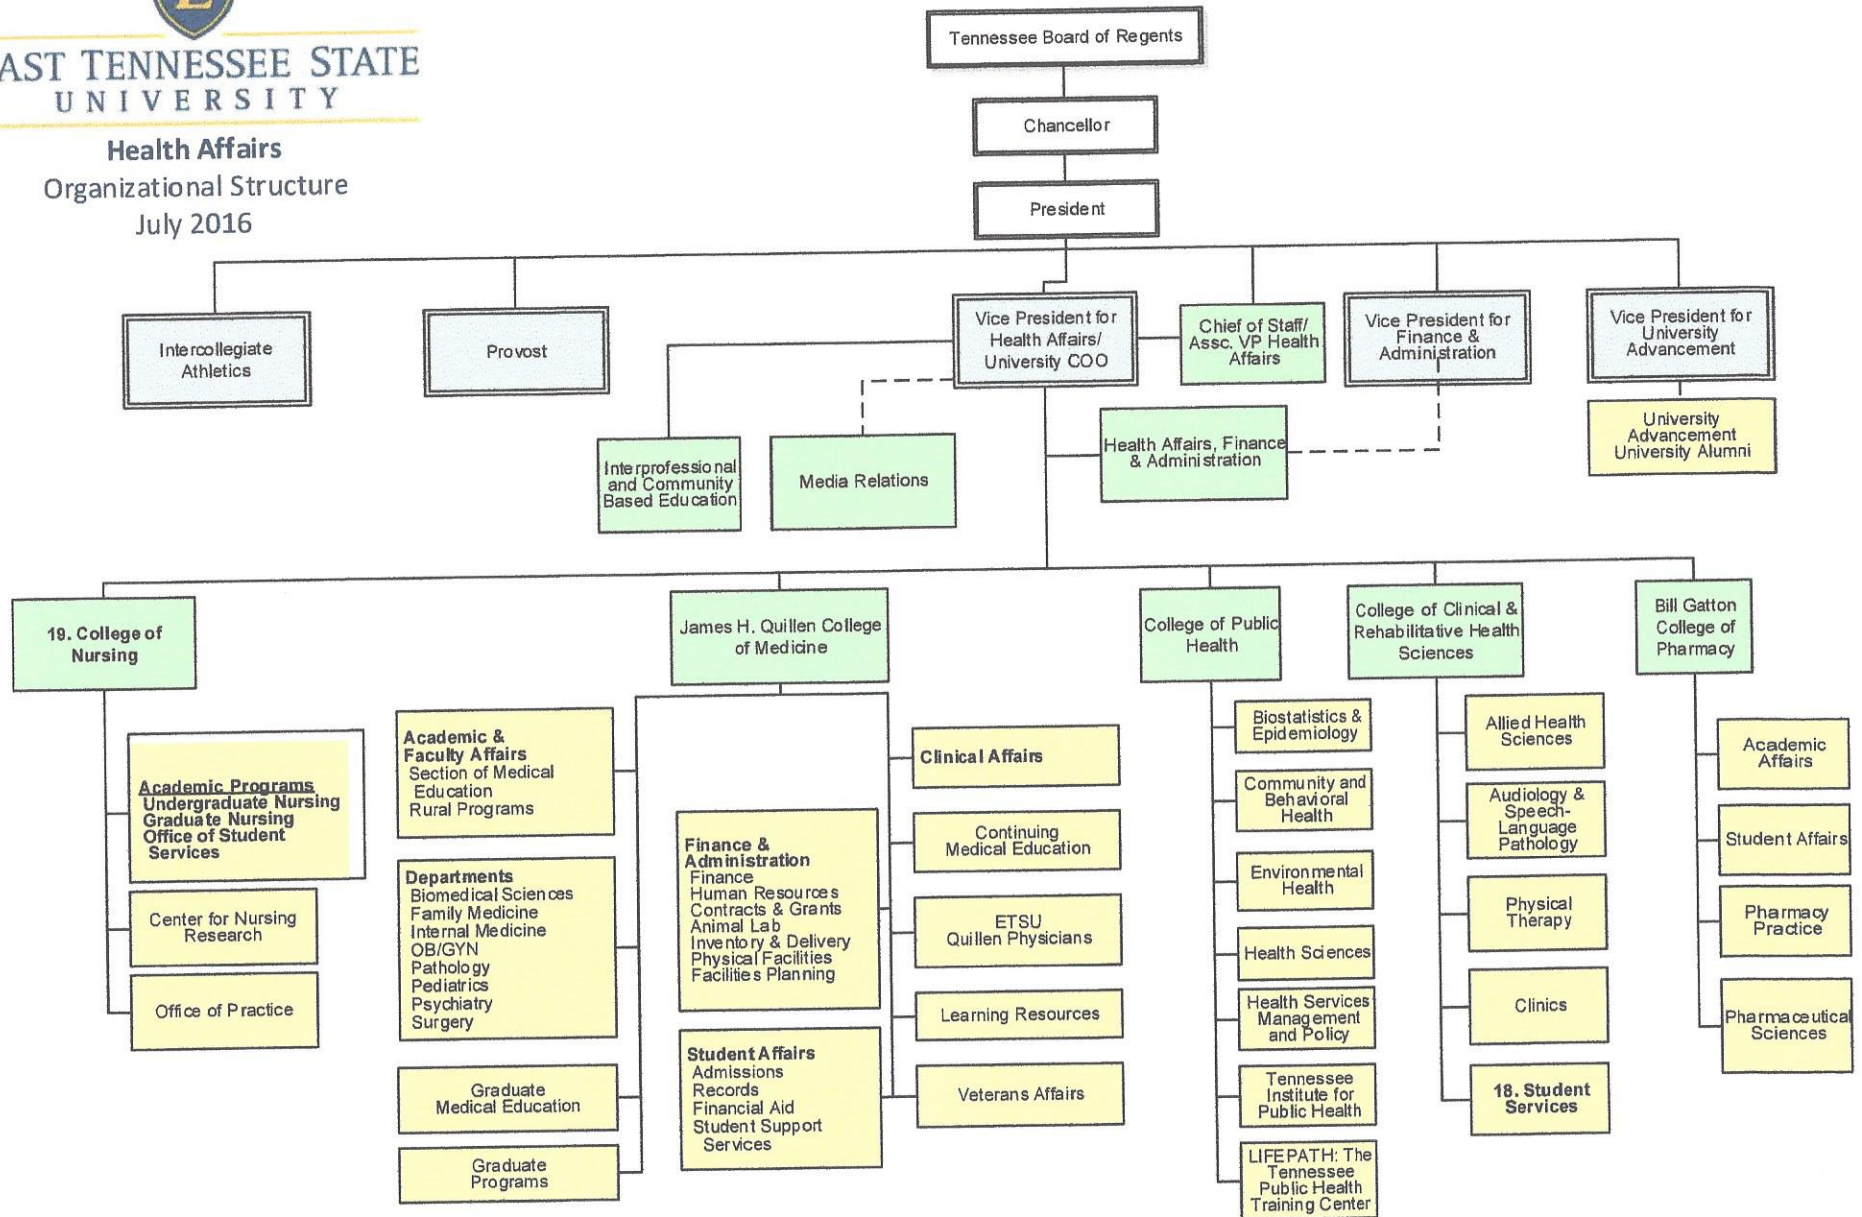 AST TENNESSEE STATE
UNIVERSITY
Health Affairs
Organizational Structure
July 2016
Tennessee Board of Regents
Chancellor
President
Intercollegiate
Athletics
Provost
Vice President for
Health Affairs/
University COO
Chief of Staff/
Assc. VP Health
Affairs
Vice President for
Finance &
Administration
Vice President for
University
Advancement
University
Advancement
University Alumni
Interprofessional
and Community
Based Education
Media Relations
Health Affairs, Finance
& Administration
19. College of
Nursing
James H. Quillen College
of Medicine
College of Public
Health
College of Clinical &
Rehabilitative Health
Sciences
Bill Gatton
College of
Pharmacy
Academic Programs
Undergraduate Nursing
Graduate Nursing
Office of Student
Services
Center for Nursing
Research
Office of Practice
Academic &
Faculty Affairs
Section of Medical
Education
Rural Programs
Departments
Biomedical Sciences
Family Medicine
Internal Medicine
OB/GYN
Pathology
Pediatrics
Psychiatry
Surgery
Graduate
Medical Education
Graduate
Programs
Finance &
Administration
Finance
Human Resources
Contracts & Grants
Animal Lab
Inventory & Delivery
Physical Facilities
Facilities Planning
Student Affairs
Admissions
Records
Financial Aid
Student Support
Services
Clinical Affairs
Continuing
Medical Education
ETSU
Quillen Physicians
Learning Resources
Veterans Affairs
Biostatistics &
Epidemiology
Community and
Behavioral
Health
Environmental
Health
Health Sciences
Health Services
Management
and Policy
Tennessee
Institute for
Public Health
LIFEPATH: The
Tennessee
Public Health
Training Center
Allied Health
Sciences
Audiology &
Speech-
Language
Pathology
Physical
Therapy
Clinics
18. Student
Services
Academic
Affairs
Student Affairs
Pharmacy
Practice
Pharmaceutical
Sciences